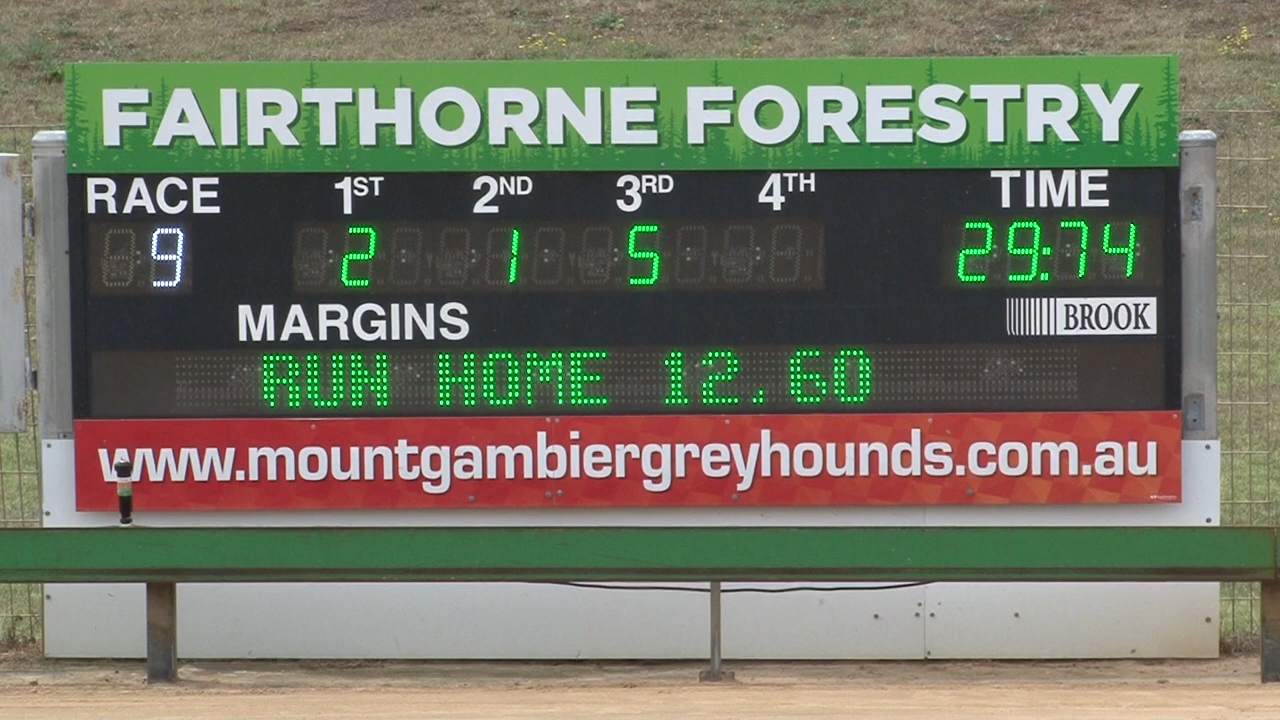 FAIRTHORNE FORESTRY
RACE 1ST 2ND 3RD 4TH TIME
9 2 1 5 29:74
MARGINS BROOK
RUN HOME 12.60
www.mountgambiergreyhounds.com.au